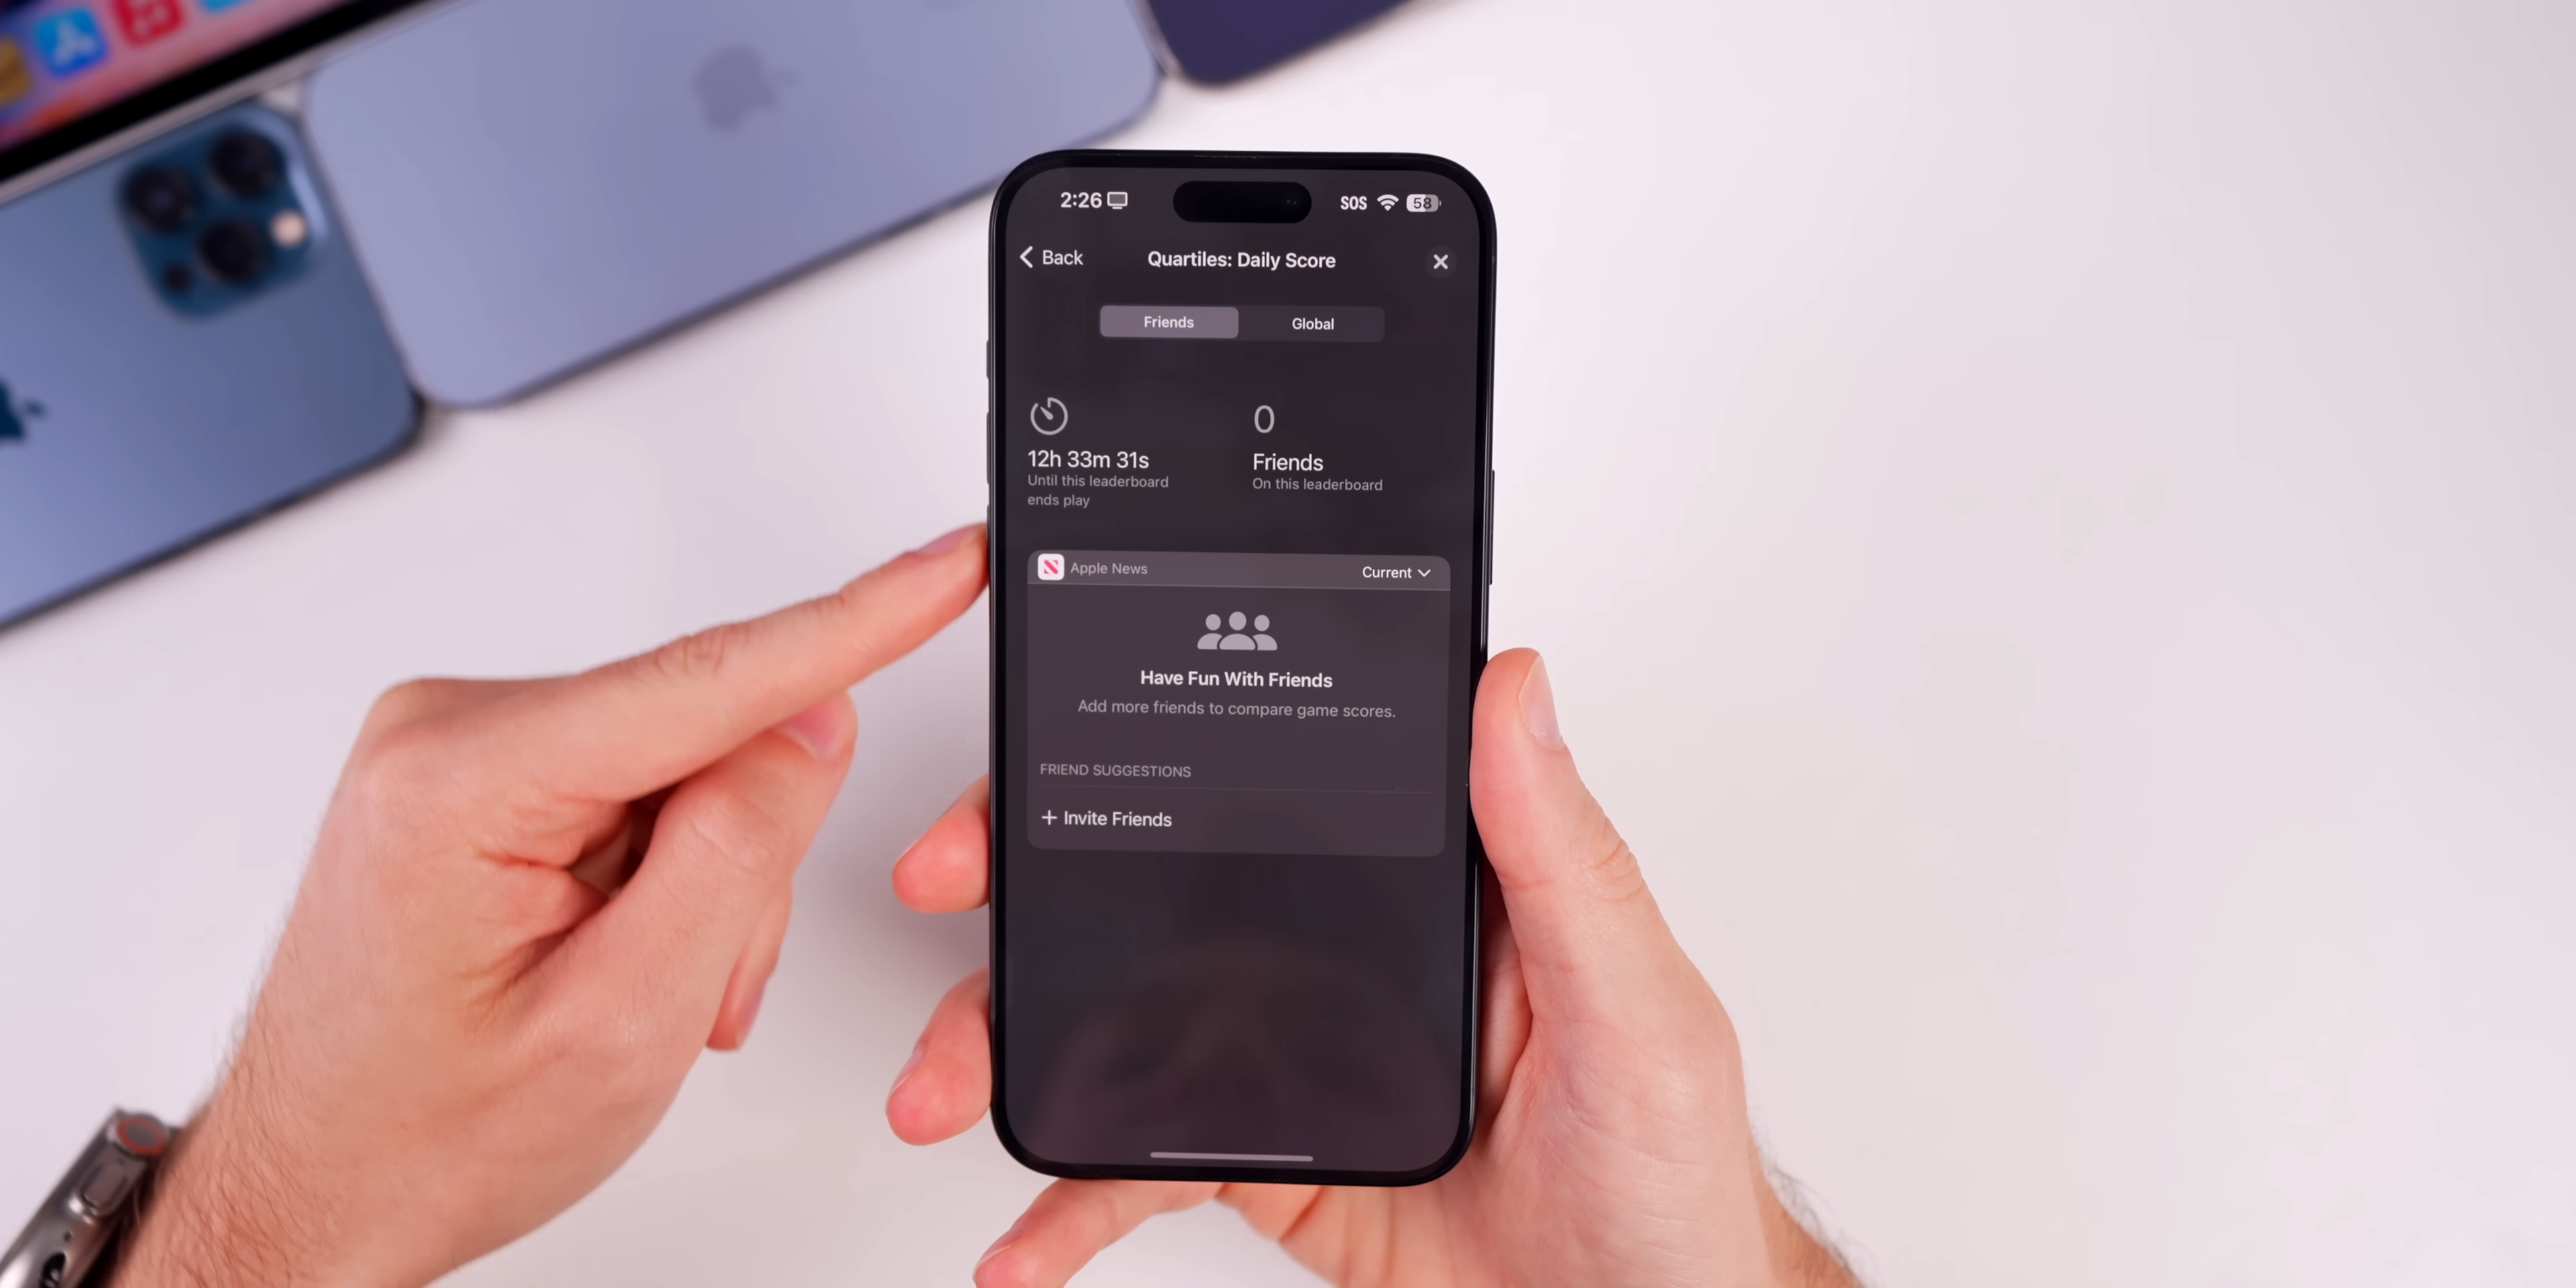 2:26
SOS
58
Back
Quartiles: Daily Score
Friends
Global
12h 33m 31s
Until this leaderboard
ends play
0
Friends
On this leaderboard
Apple News
Current
Have Fun With Friends
Add more friends to compare game scores.
FRIEND SUGGESTIONS
+ Invite Friends